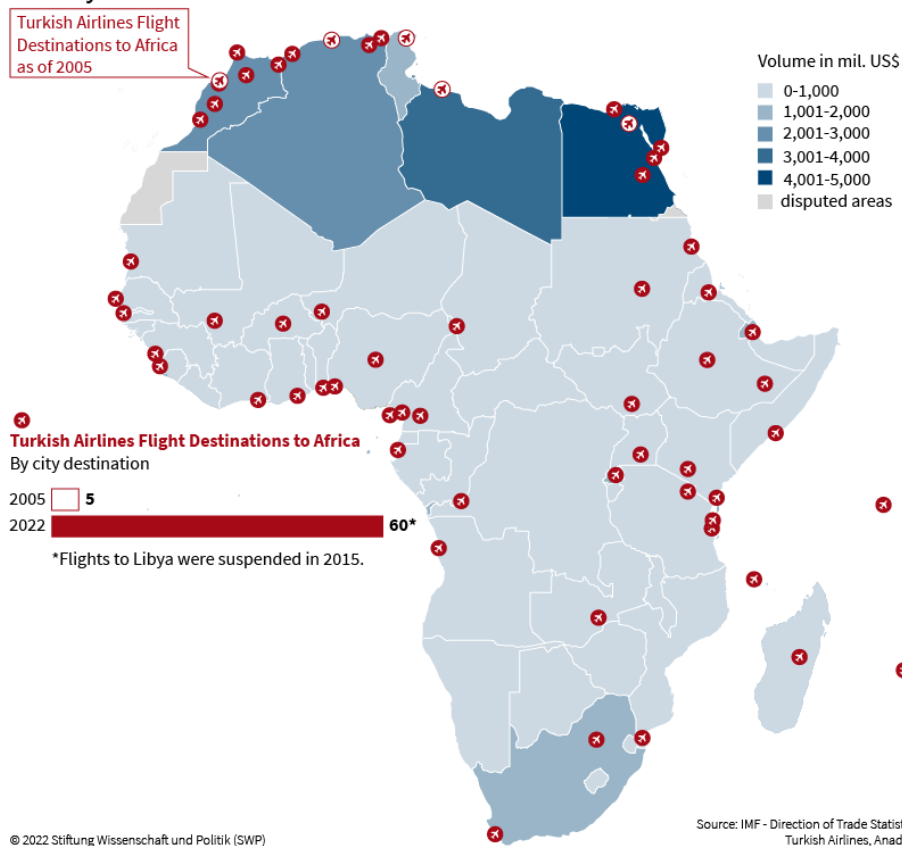 Turkish Airlines Flight
Destinations to Africa
as of 2005
Volume in mil. US$
0-1,000
1,001-2,000
2,001-3,000
3,001-4,000
4,001-5,000
disputed areas
Turkish Airlines Flight Destinations to Africa
By city destination
2005 5
2022 60*
*Flights to Libya were suspended in 2015.
© 2022 Stiftung Wissenschaft und Politik (SWP)
Source: IMF - Direction of Trade Statist
Turkish Airlines, Anad